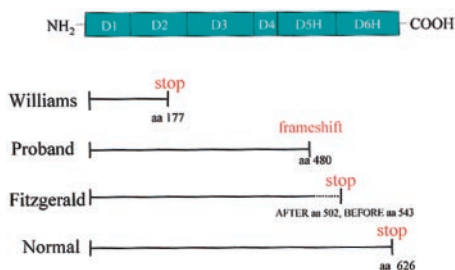 NH2- D1 D2 D3 D4 D5H D6H -COOH
stop
Williams
aa 177
frameshift
Proband
aa 480
stop
Fitzgerald
AFTER aa 502, BEFORE aa 543
stop
Normal
aa 626